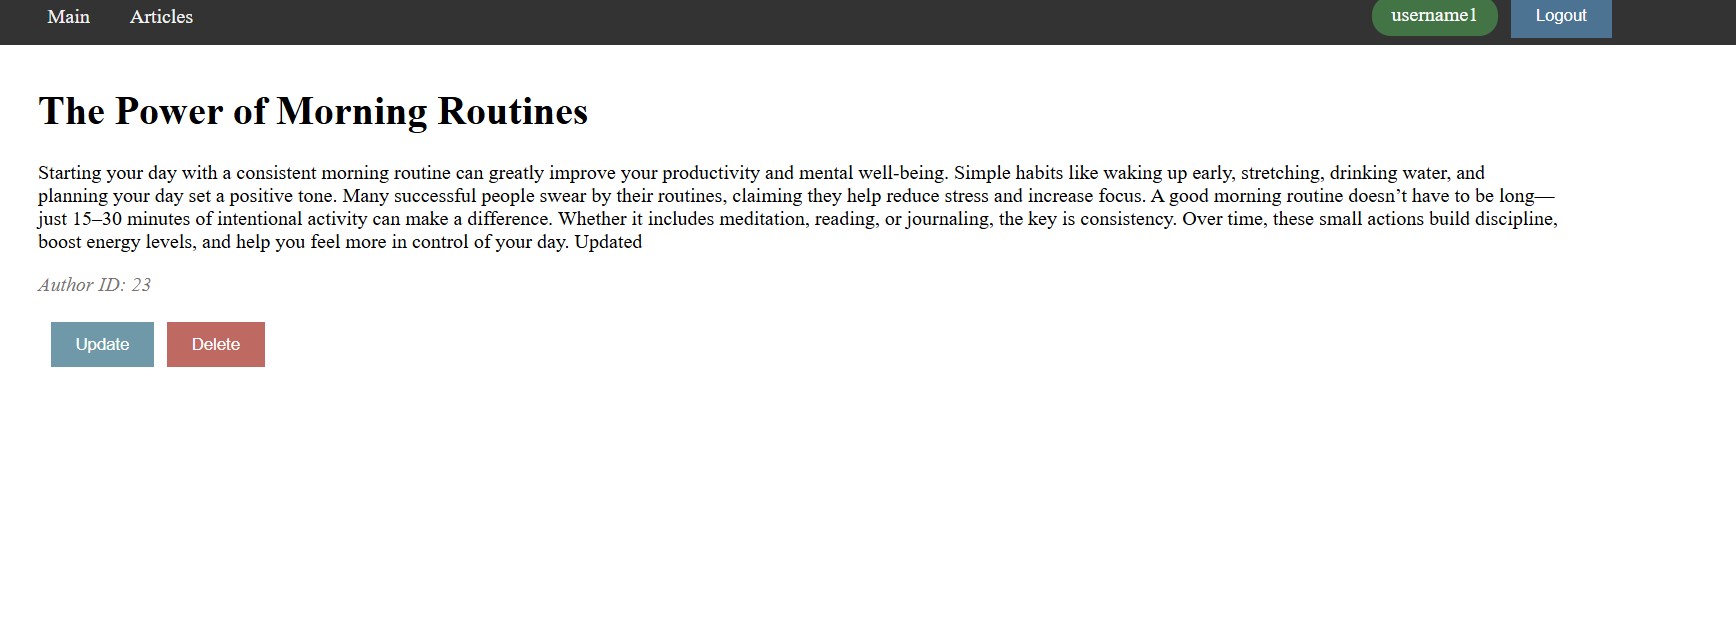 Main Articles username1 Logout
The Power of Morning Routines
Starting your day with a consistent morning routine can greatly improve your productivity and mental well-being. Simple habits like waking up early, stretching, drinking water, and
planning your day set a positive tone. Many successful people swear by their routines, claiming they help reduce stress and increase focus. A good morning routine doesn’t have to be long—
just 15–30 minutes of intentional activity can make a difference. Whether it includes meditation, reading, or journaling, the key is consistency. Over time, these small actions build discipline,
boost energy levels, and help you feel more in control of your day. Updated
Author ID: 23
Update Delete